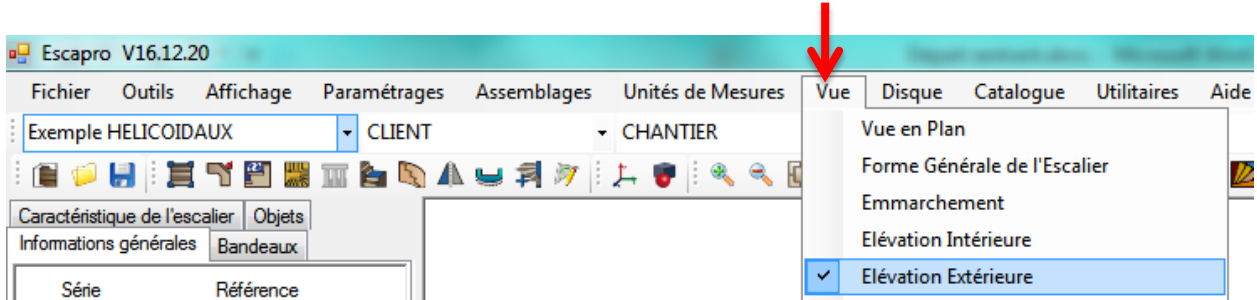 Escapro V16.12.20
Fichier Outils Affichage Paramétrages Assemblages Unités de Mesures Vue Disque Catalogue Utilitaires Aide
Exemple HELICOIDAUX CLIENT CHANTIER
Vue en Plan
Forme Générale de l'Escalier
Emmarchement
Caractéristique de l'escalier Objets
Elévation Intérieure
Informations générales Bandeaux
Elévation Extérieure
Série Référence